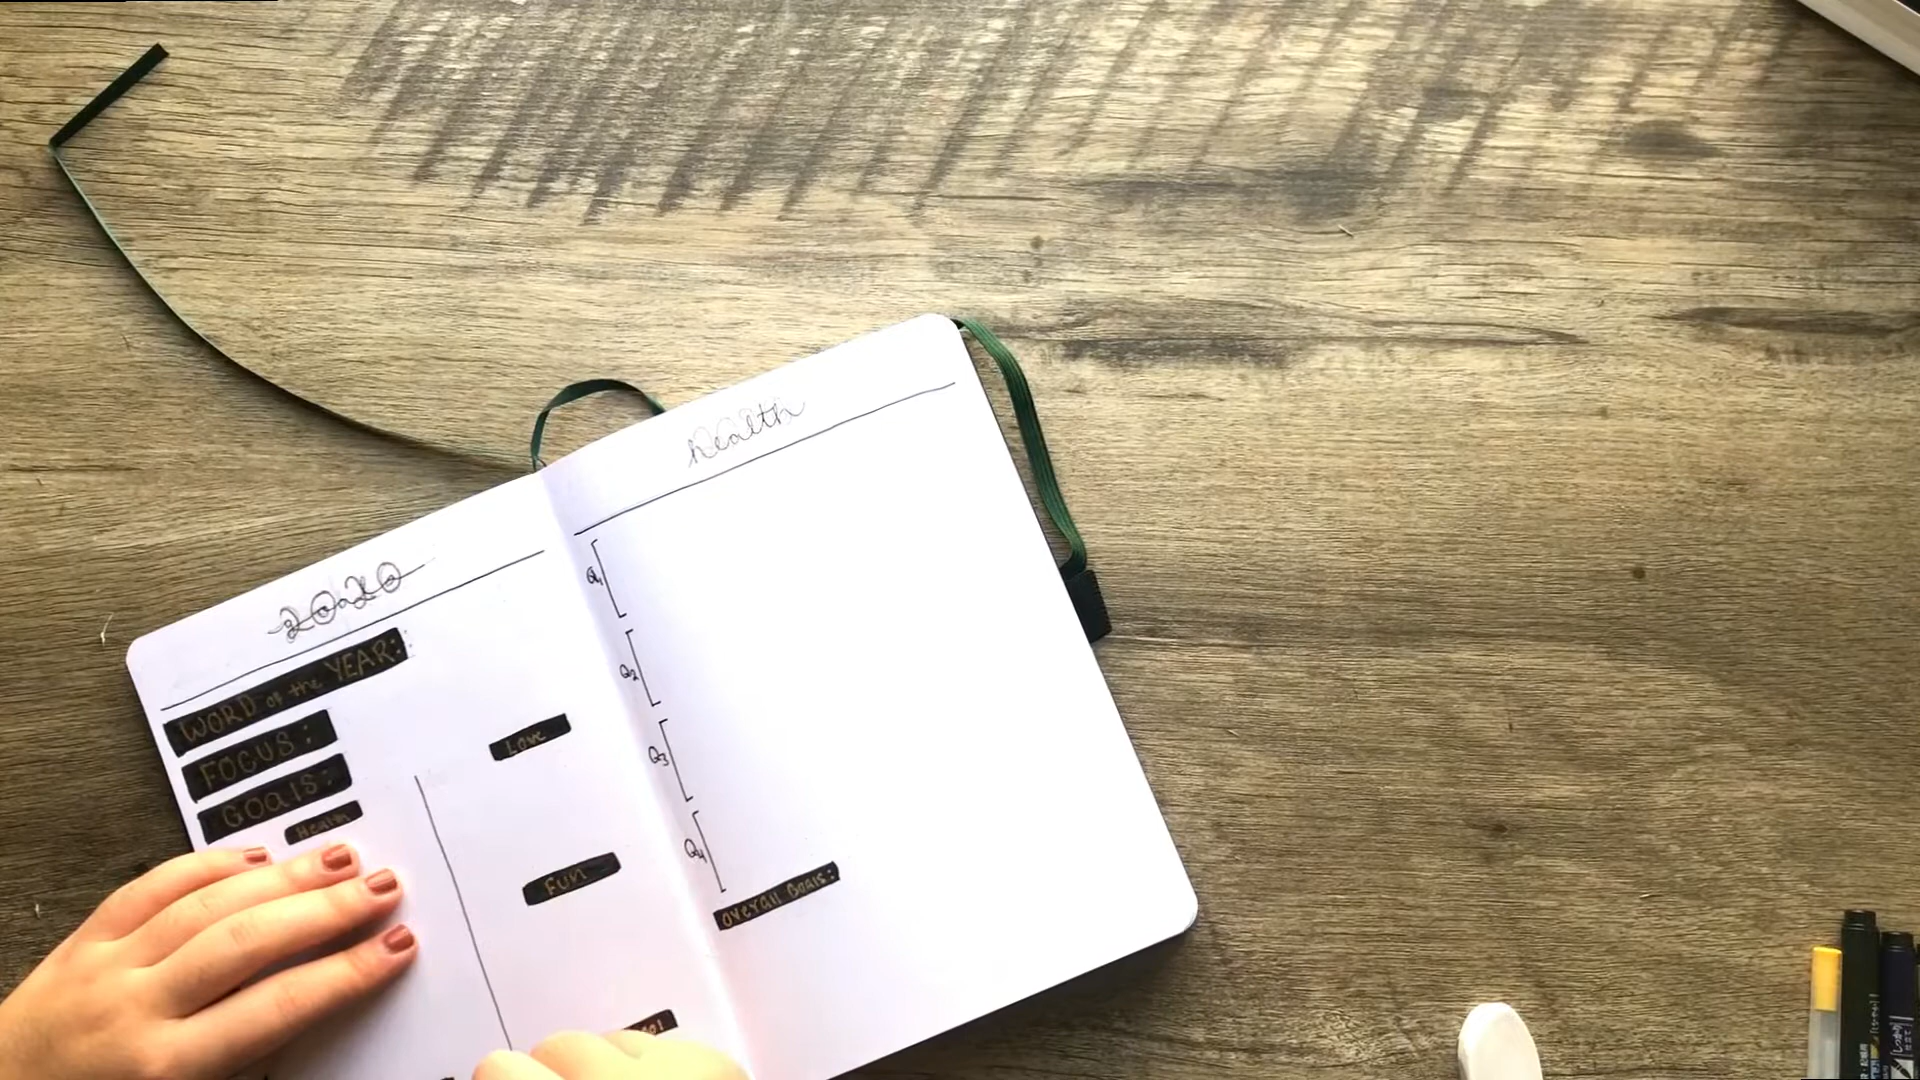 2020
WORD of the YEAR:
FOCUS:
GOALS:
Health
Love
Fun
health
Q1
Q2
Q3
Q4
Overall Goals: